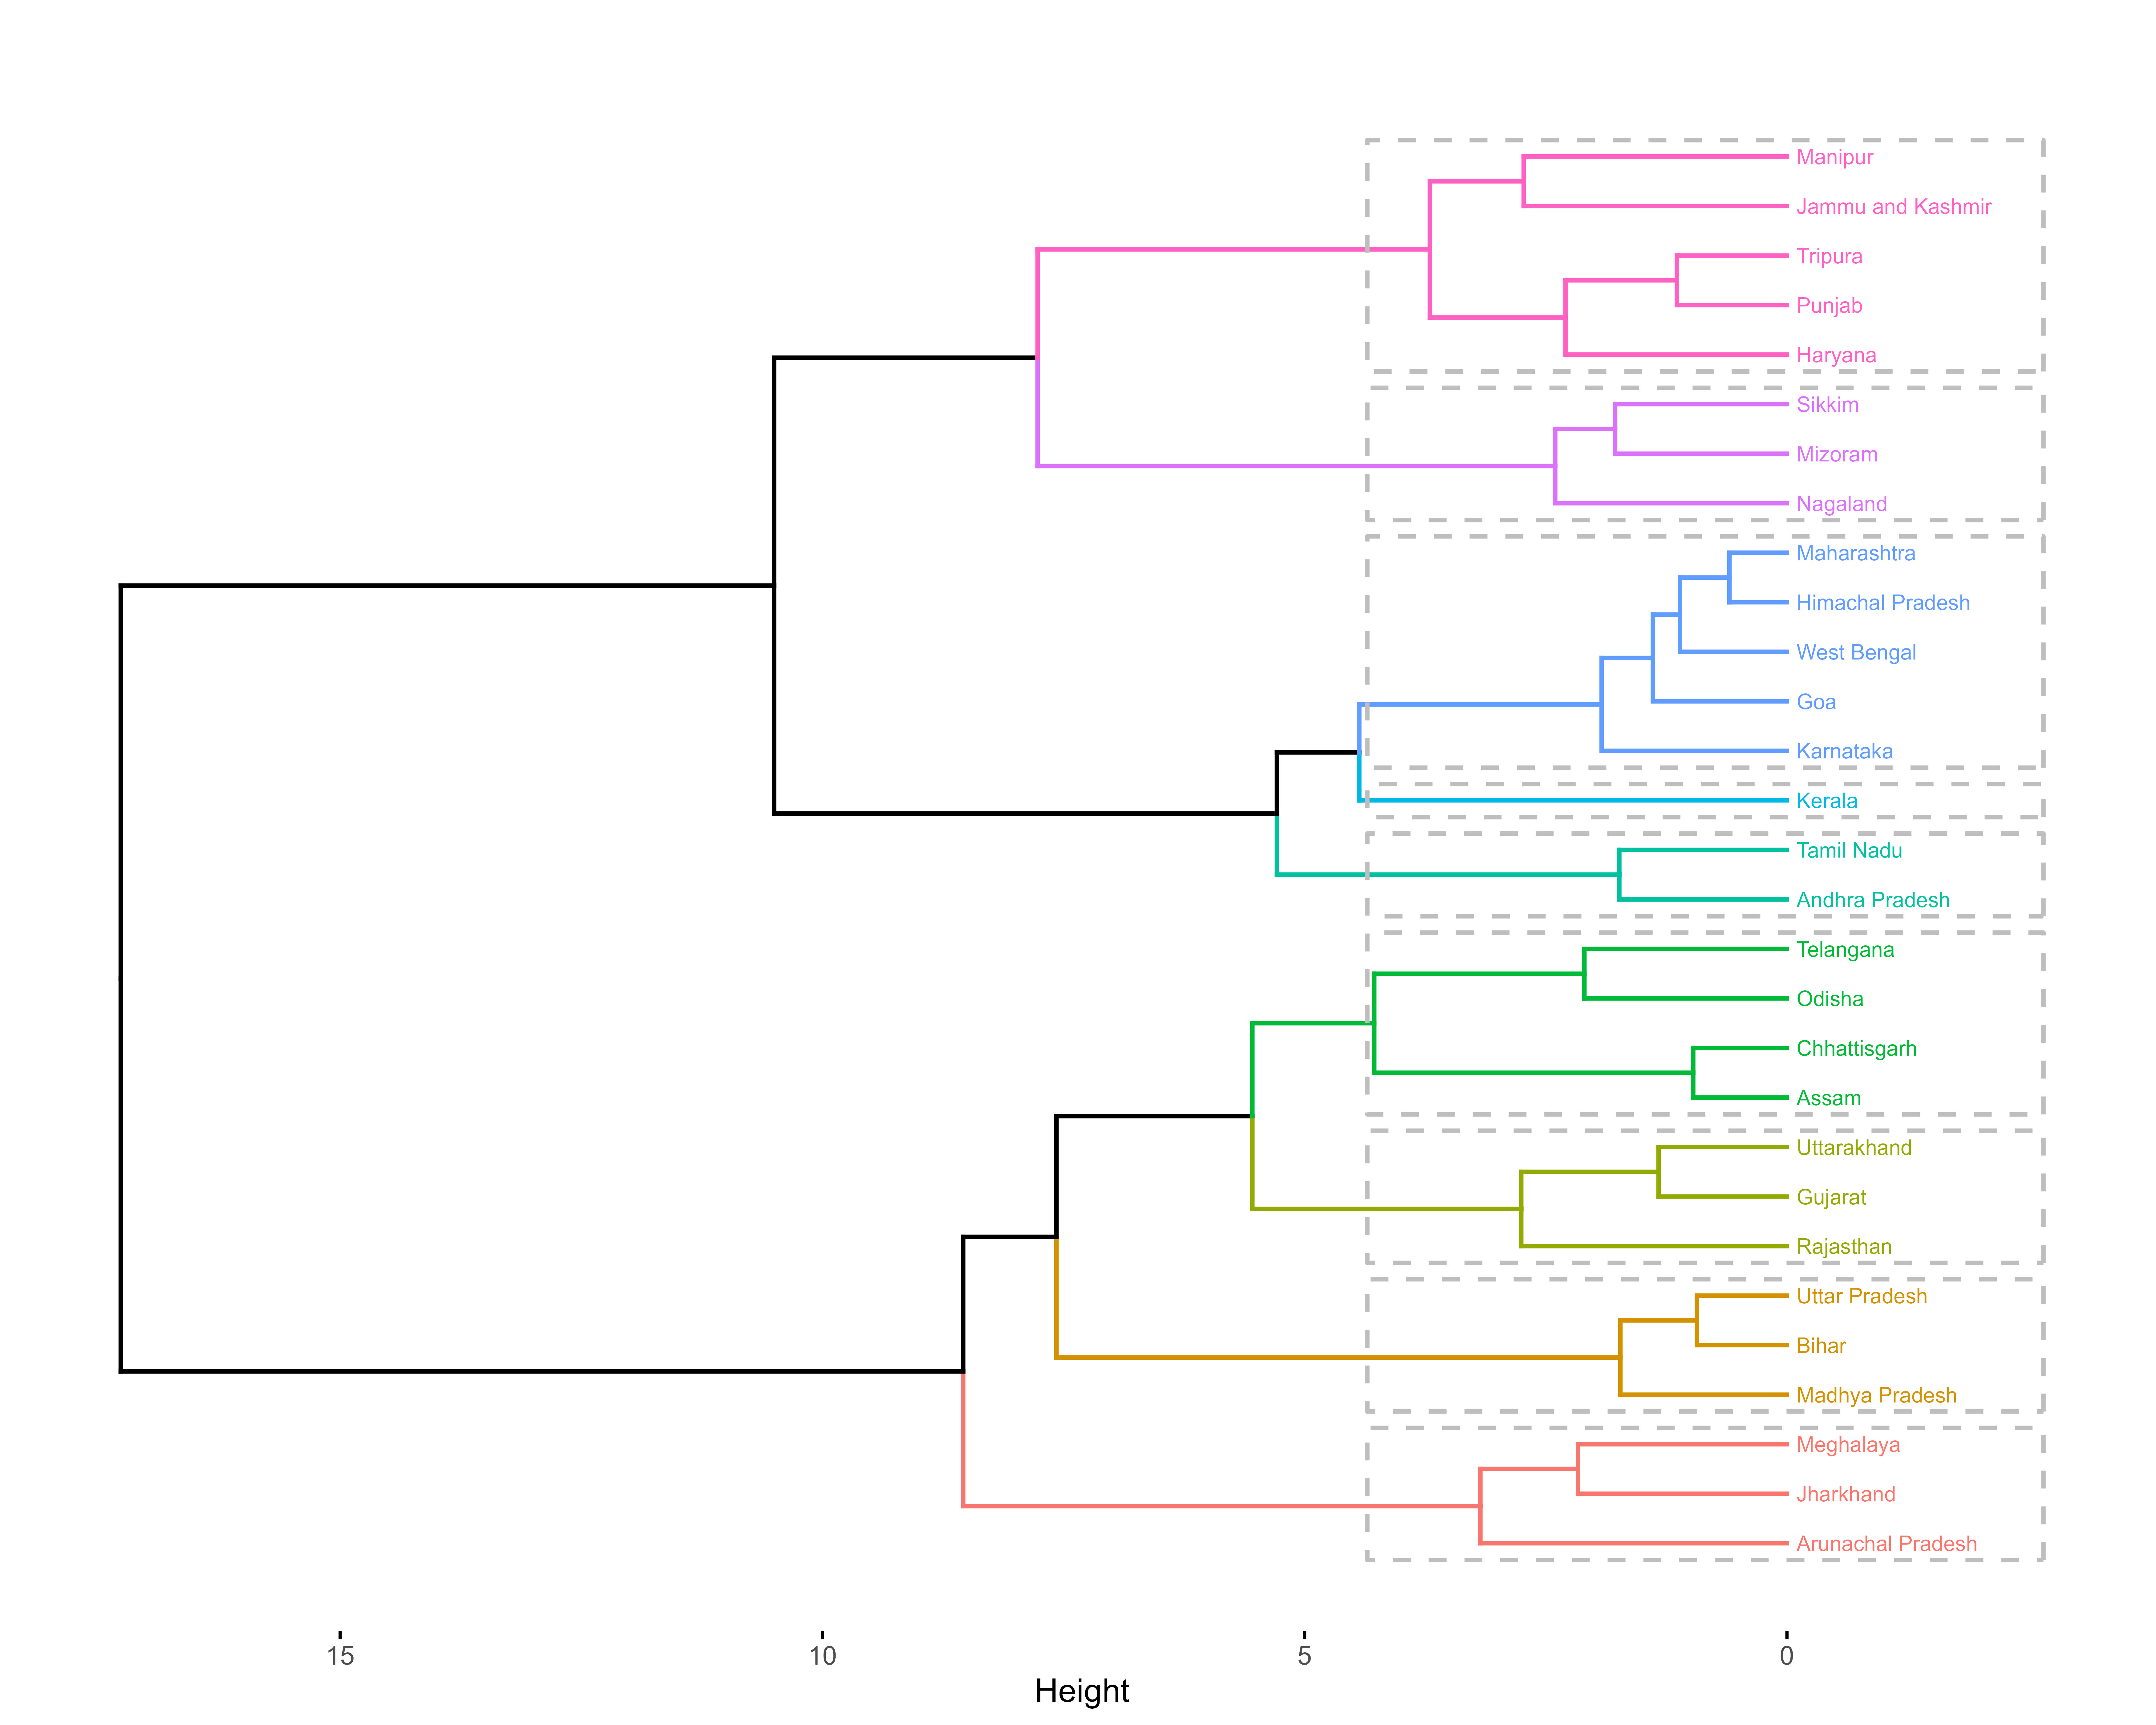 Manipur
Jammu and Kashmir
Tripura
Punjab
Haryana
Sikkim
Mizoram
Nagaland
Maharashtra
Himachal Pradesh
West Bengal
Goa
Karnataka
Kerala
Tamil Nadu
Andhra Pradesh
Telangana
Odisha
Chhattisgarh
Assam
Uttarakhand
Gujarat
Rajasthan
Uttar Pradesh
Bihar
Madhya Pradesh
Meghalaya
Jharkhand
Arunachal Pradesh
15 10 5 0
Height